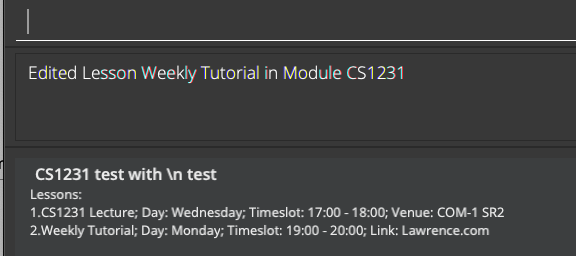 Edited Lesson Weekly Tutorial in Module CS1231
CS1231 test with \n test
Lessons:
1.CS1231 Lecture; Day: Wednesday; Timeslot: 17:00 - 18:00; Venue: COM-1 SR2
2.Weekly Tutorial; Day: Monday; Timeslot: 19:00 - 20:00; Link: Lawrence.com